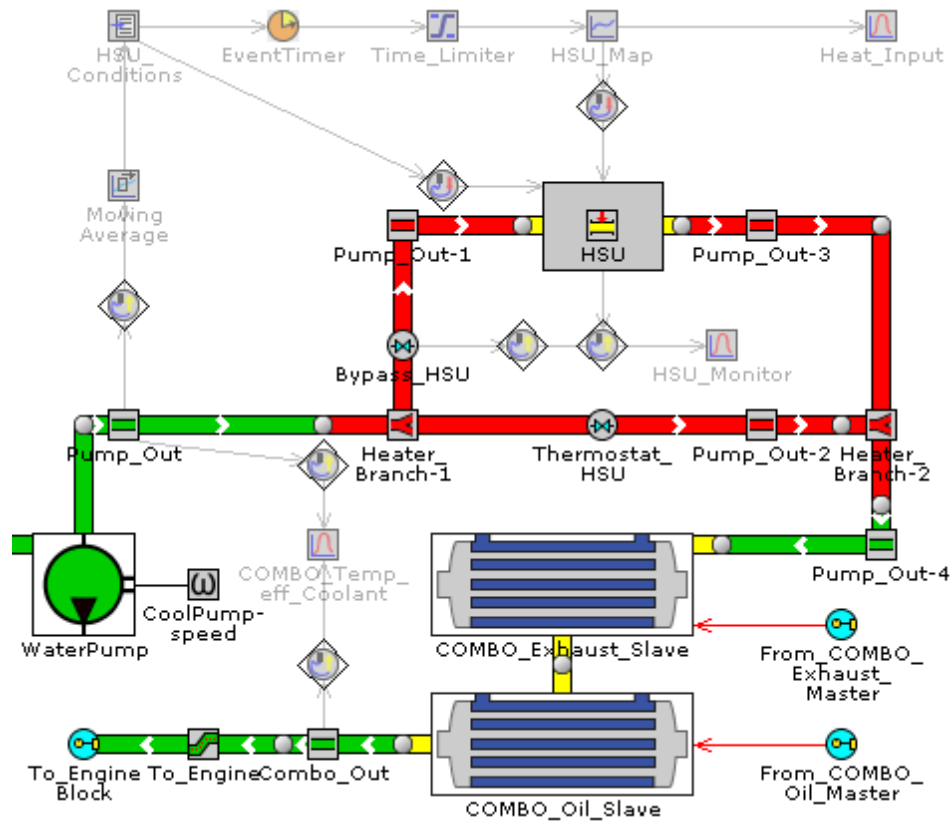 HSU_
Conditions
EventTimer
Time_Limiter
HSU_Map
Heat_Input
Moving
Average
Pump_Out-1
HSU
Pump_Out-3
Bypass_HSU
HSU_Monitor
Pump_Out
Heater_
Branch-1
Thermostat_
HSU
Pump_Out-2
Heater_
Branch-2
COMBO\Temp_
eff_Coolant
ω
CoolPump-
speed
WaterPump
Pump_Out-4
COMBO_Exhaust_Slave
From_COMBO_
Exhaust_
Master
To_Engine
Block
To_Engine
Combo_Out
COMBO_Oil_Slave
From_COMBO_
Oil_Master